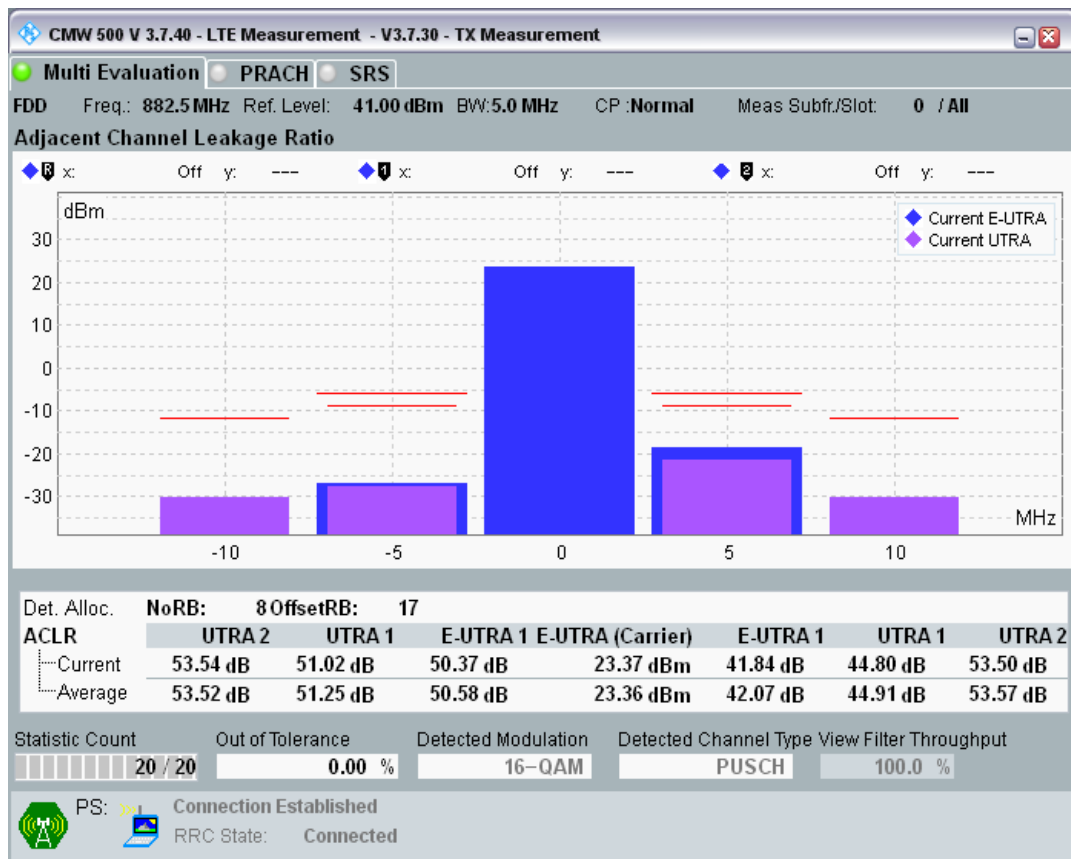 CMW 500 V 3.7.40 - LTE Measurement - V3.7.30 - TX Measurement
Multi Evaluation PRACH SRS
FDD Freq.: 882.5 MHz Ref. Level: 41.00 dBm BW:5.0 MHz CP :Normal Meas Subfr./Slot: 0 / All
Adjacent Channel Leakage Ratio
R x: Off y: --- 1 x: Off y: --- 2 x: Off y: ---
dBm
Current E-UTRA
Current UTRA
30
20
10
0
-10
-20
-30
MHz
-10 -5 0 5 10
Det. Alloc. NoRB: 8 OffsetRB: 17
ACLR UTRA 2 UTRA 1 E-UTRA 1 E-UTRA (Carrier) E-UTRA 1 UTRA 1 UTRA 2
Current 53.54 dB 51.02 dB 50.37 dB 23.37 dBm 41.84 dB 44.80 dB 53.50 dB
Average 53.52 dB 51.25 dB 50.58 dB 23.36 dBm 42.07 dB 44.91 dB 53.57 dB
Statistic Count Out of Tolerance Detected Modulation Detected Channel Type View Filter Throughput
20 / 20 0.00 % 16-QAM PUSCH 100.0 %
PS: Connection Established
RRC State: Connected